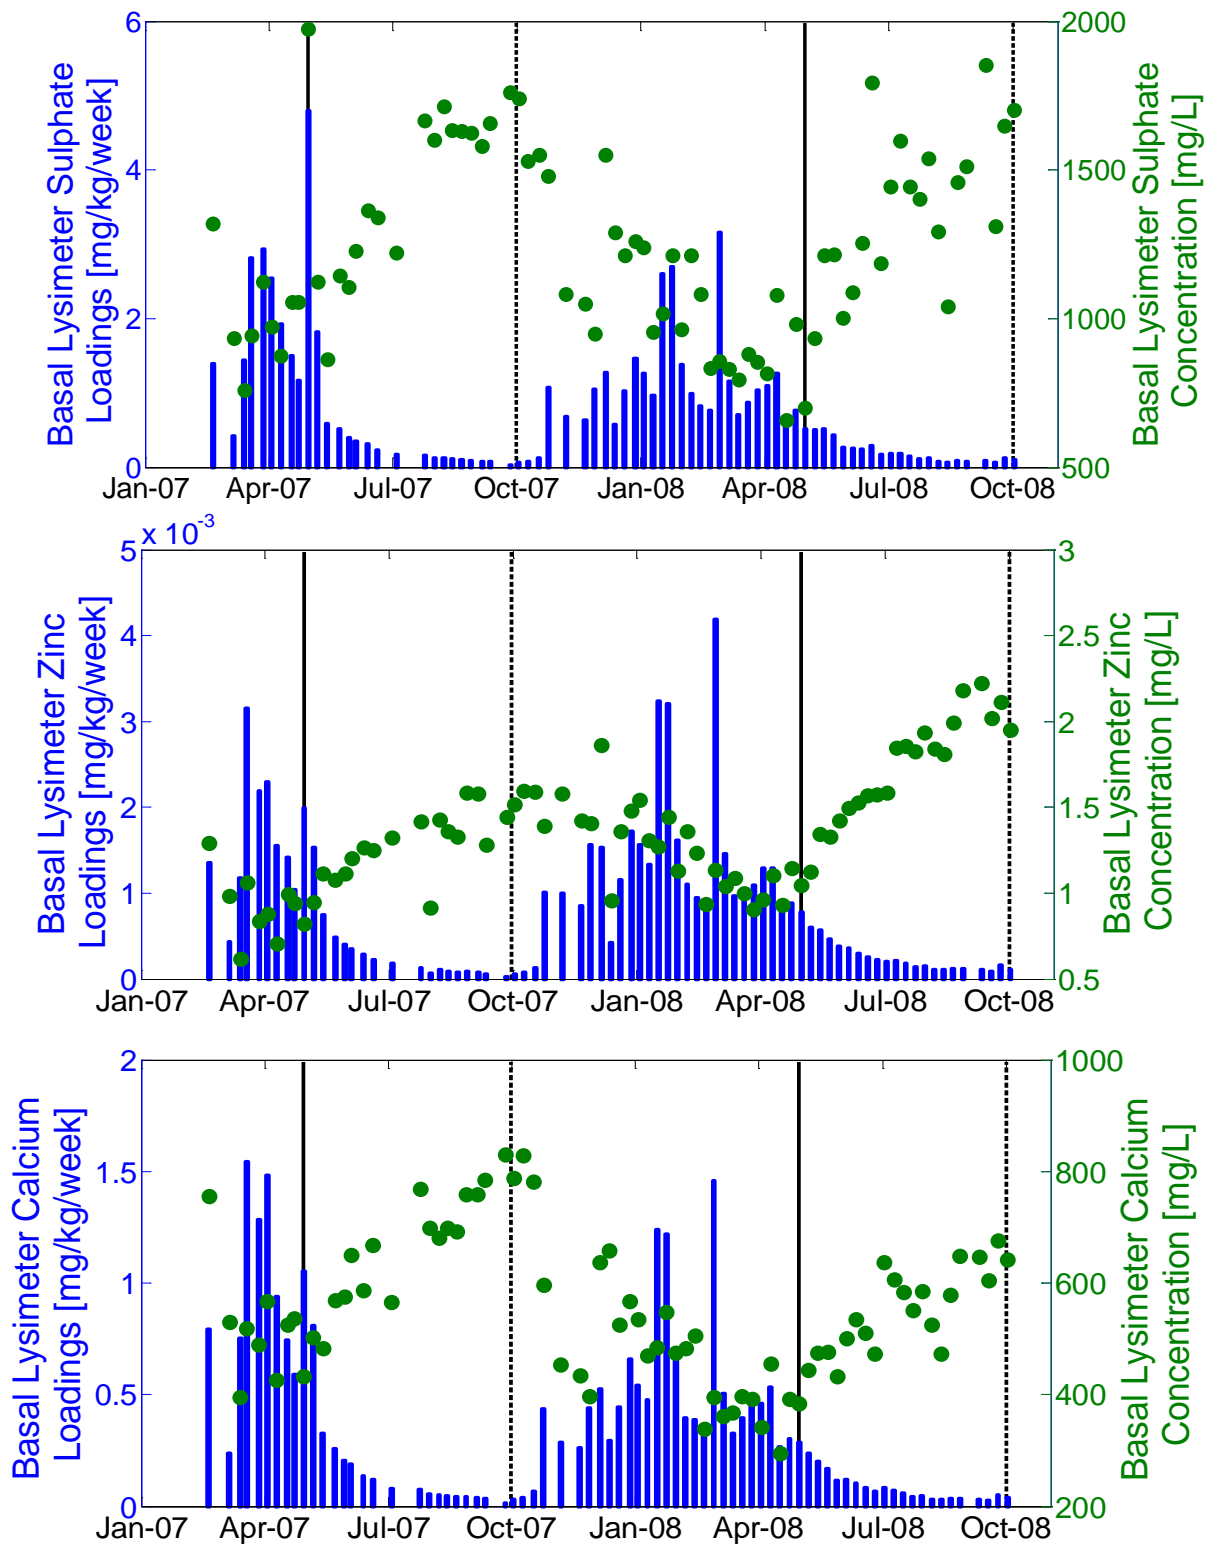 Basal Lysimeter Sulphate
Loadings [mg/kg/week]
6
4
2
0
2000
1500
1000
500
Basal Lysimeter Sulphate
Concentration [mg/L]
Jan-07 Apr-07 Jul-07 Oct-07 Jan-08 Apr-08 Jul-08 Oct-08
x 10-3
Basal Lysimeter Zinc
Loadings [mg/kg/week]
5
4
3
2
1
0
3
2.5
2
1.5
1
0.5
Basal Lysimeter Zinc
Concentration [mg/L]
Jan-07 Apr-07 Jul-07 Oct-07 Jan-08 Apr-08 Jul-08 Oct-08
Basal Lysimeter Calcium
Loadings [mg/kg/week]
2
1.5
1
0.5
0
1000
800
600
400
200
Basal Lysimeter Calcium
Concentration [mg/L]
Jan-07 Apr-07 Jul-07 Oct-07 Jan-08 Apr-08 Jul-08 Oct-08